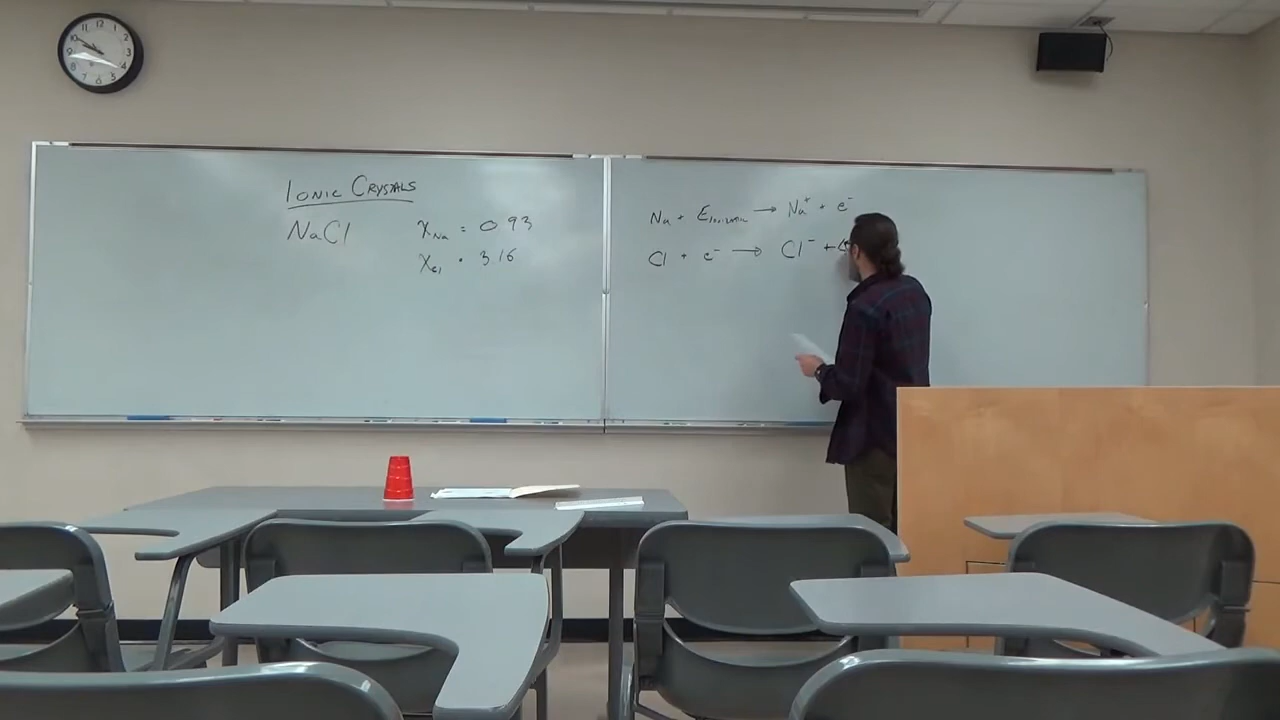 Ionic Crystals
NaCl
χNa = 0.93
χCl = 3.16
Na + Eionization → Na⁺ + e⁻
Cl + e⁻ → Cl⁻ +